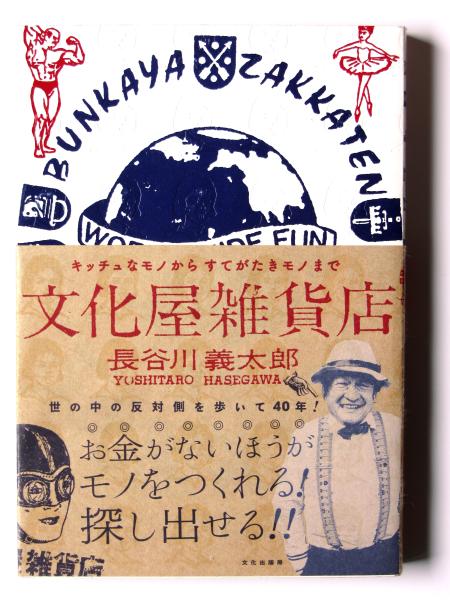 BUNKAYA ZAKKATEN
キッチュなモノから すてがたきモノまで
文化屋雑貨店
長谷川義太郎
YOSHITARO HASEGAWA
世の中の反対側を歩いて40年!
◎◎◎◎◎◎◎◎◎
お金がないほうが
モノをつくれる!
探し出せる!!
雑貨店
文化出版局